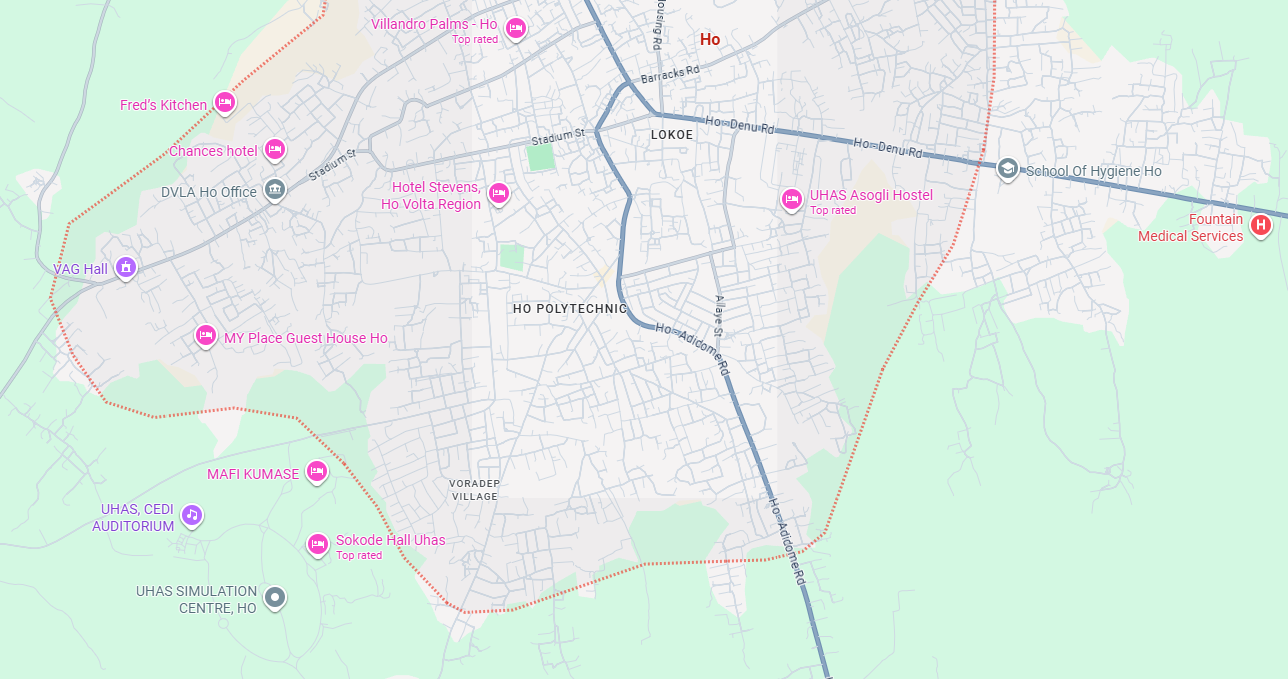 Villandro Palms - Ho
Top rated
Housing Rd
Ho
Barracks Rd
Fred's Kitchen
Chances hotel
Stadium St
Stadium St
LOKOE
Ho-Denu Rd
Ho-Denu Rd
School Of Hygiene Ho
DVLA Ho Office
Hotel Stevens,
Ho Volta Region
UHAS Asogli Hostel
Top rated
Fountain
Medical Services
VAG Hall
HO POLYTECHNIC
Allaye St
Ho-Adidome Rd
MY Place Guest House Ho
MAFI KUMASE
VORADEP
VILLAGE
UHAS, CEDI
AUDITORIUM
Sokode Hall Uhas
Top rated
Ho-Adidome Rd
UHAS SIMULATION
CENTRE, HO